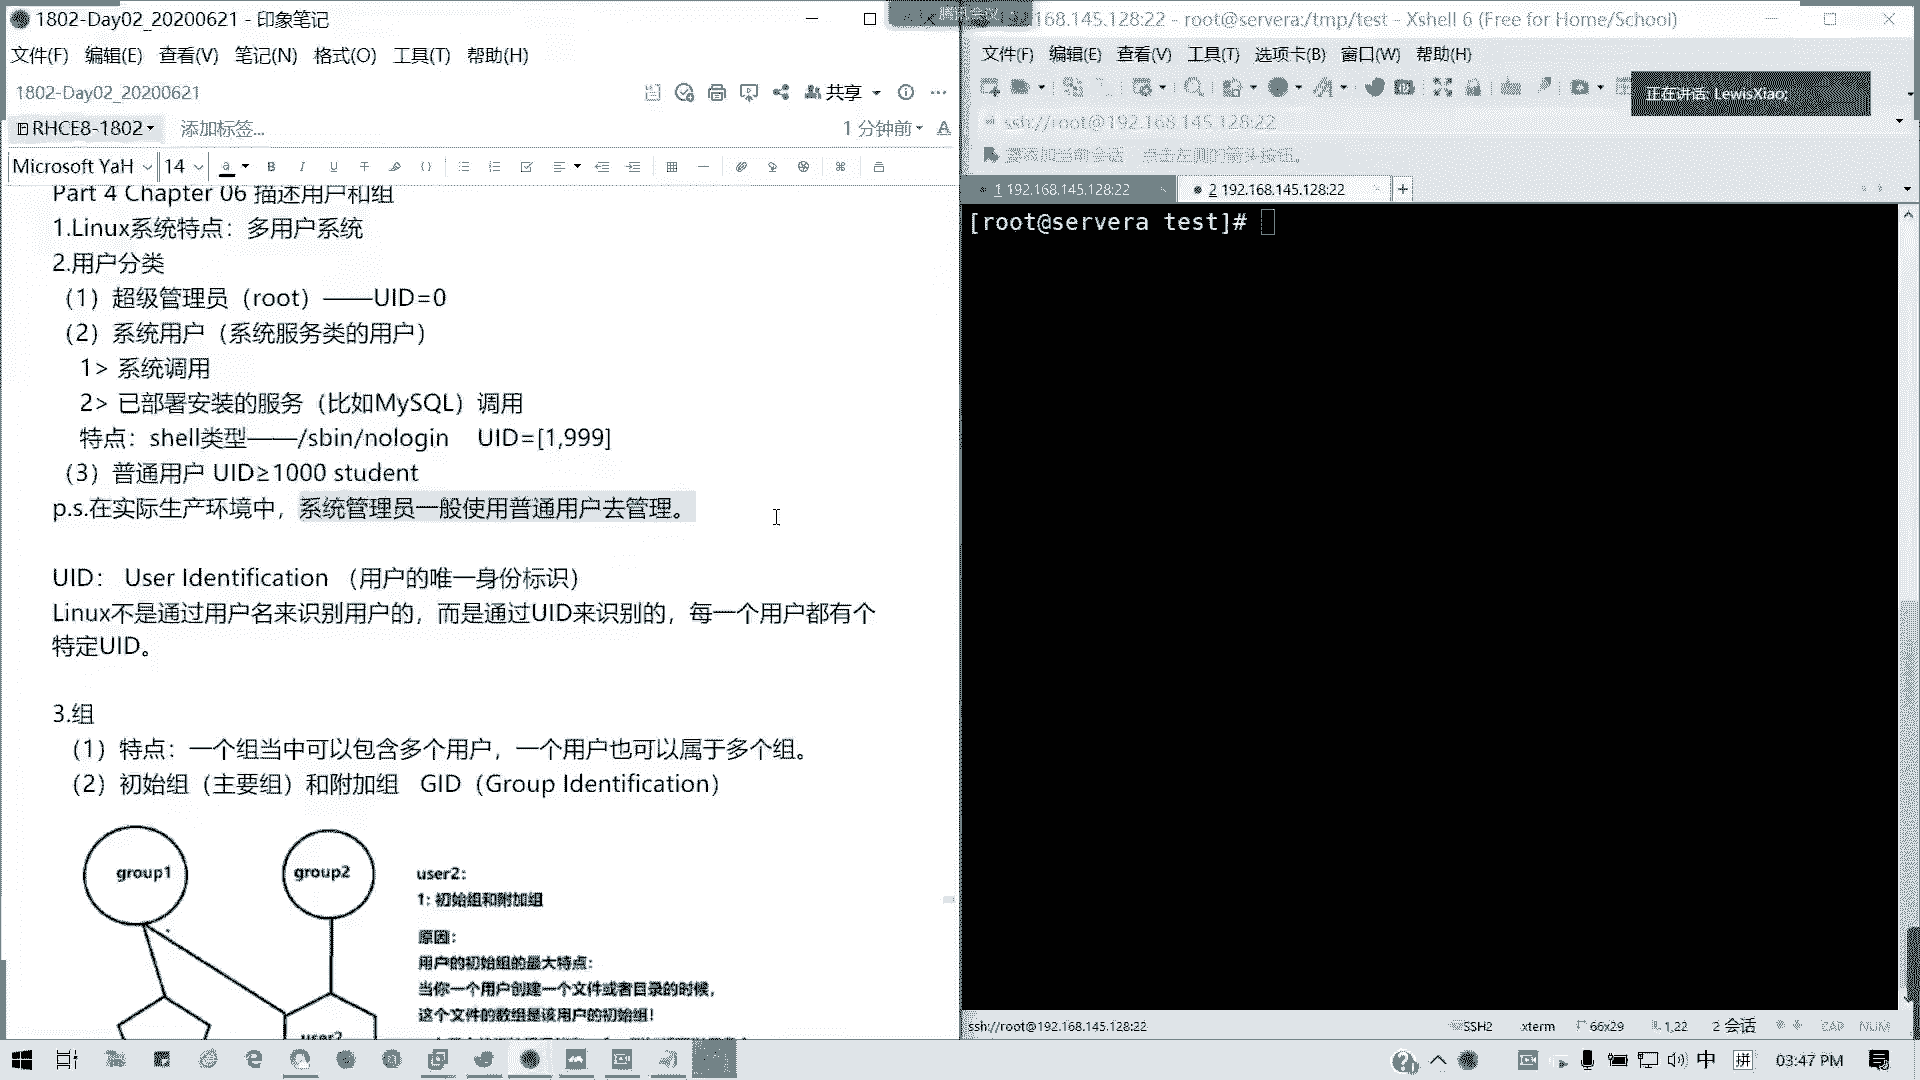 1802-Day02_20200621 - 印象笔记
文件(F) 编辑(E) 查看(V) 笔记(N) 格式(O) 工具(T) 帮助(H)
1802-Day02_20200621
共享
RHCE8-1802 添加标签...
1 分钟前
Microsoft YaH 14
Part 4 Chapter 06 描述用户和组
1.Linux系统特点：多用户系统
2.用户分类
（1）超级管理员（root）——UID=0
（2）系统用户（系统服务类的用户）
1> 系统调用
2> 已部署安装的服务（比如MySQL）调用
特点：shell类型——/sbin/nologin UID=[1,999]
（3）普通用户 UID≥1000 student
p.s.在实际生产环境中，系统管理员一般使用普通用户去管理。
UID： User Identification （用户的唯一身份标识）
Linux不是通过用户名来识别用户的，而是通过UID来识别的，每一个用户都有个
特定UID。
3.组
（1）特点：一个组当中可以包含多个用户，一个用户也可以属于多个组。
（2）初始组（主要组）和附加组 GID（Group Identification）
group1
group2
user2:
1: 初始组和附加组
原因：
用户的初始组的最大特点：
当你一个用户创建一个文件或者目录的时候，
这个文件的数组是该用户的初始组！
user2
腾讯会议
192.168.145.128:22 - root@servera:/tmp/test - Xshell 6 (Free for Home/School)
文件(F) 编辑(E) 查看(V) 工具(T) 选项卡(B) 窗口(W) 帮助(H)
正在讲话: LewisXiao;
ssh://root@192.168.145.128:22
要添加当前会话，点击左侧的箭头按钮。
1 192.168.145.128:22
2 192.168.145.128:22
[root@servera test]#
ssh://root@192.168.145.128:22
SSH2 xterm 66x29 1,22 2 会话 CAP NUM
中 拼 03:47 PM